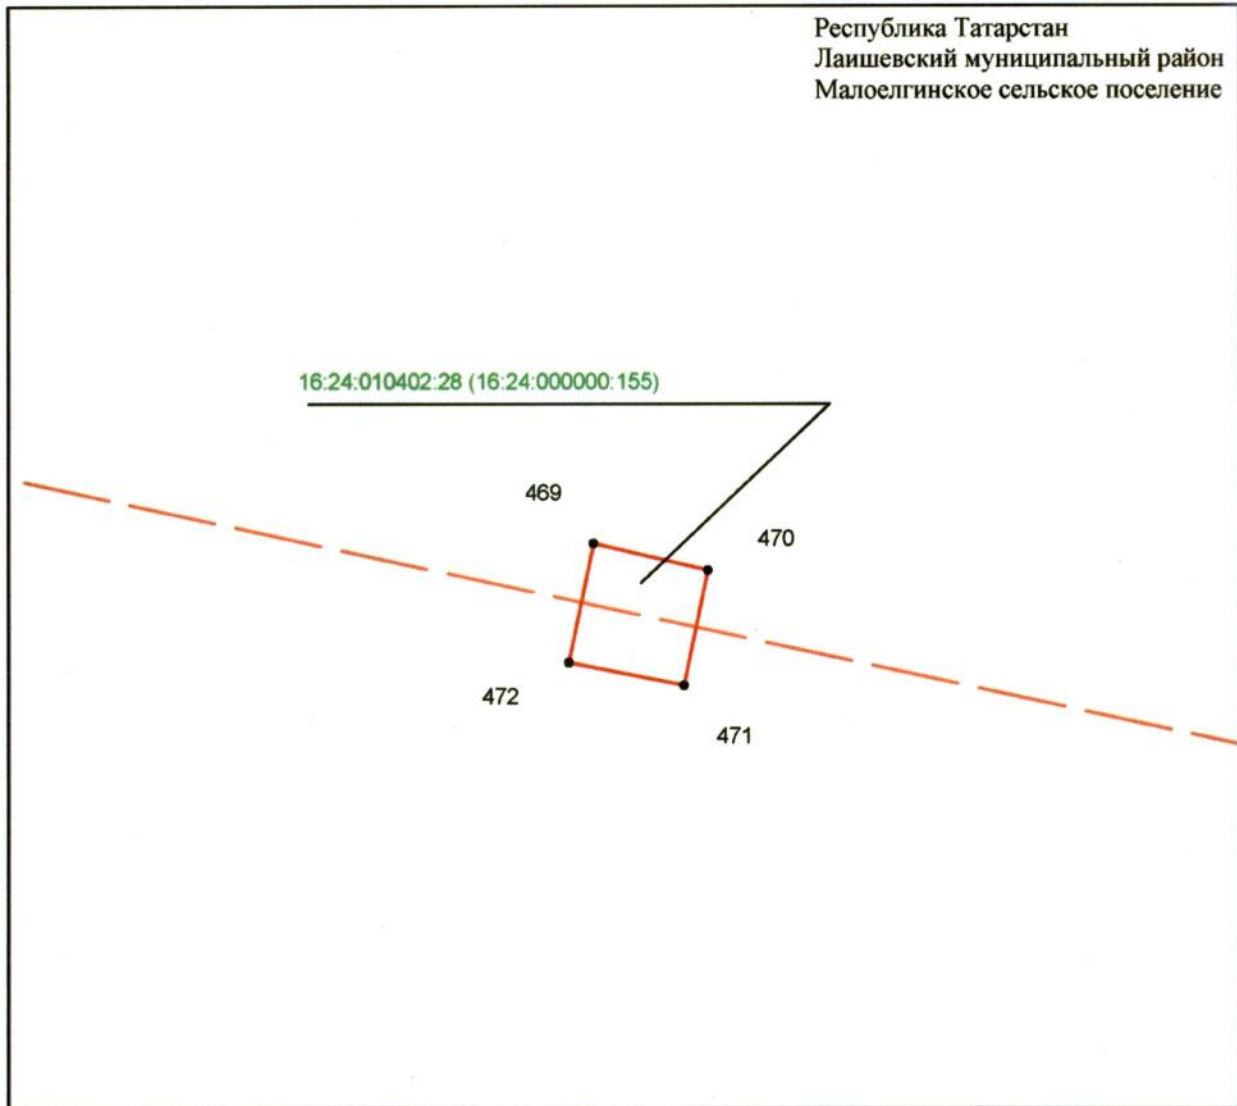 Республика Татарстан
Лаишевский муниципальный район
Малоелгинское сельское поселение
16:24:010402:28 (16:24:000000:155)
469
470
472
471